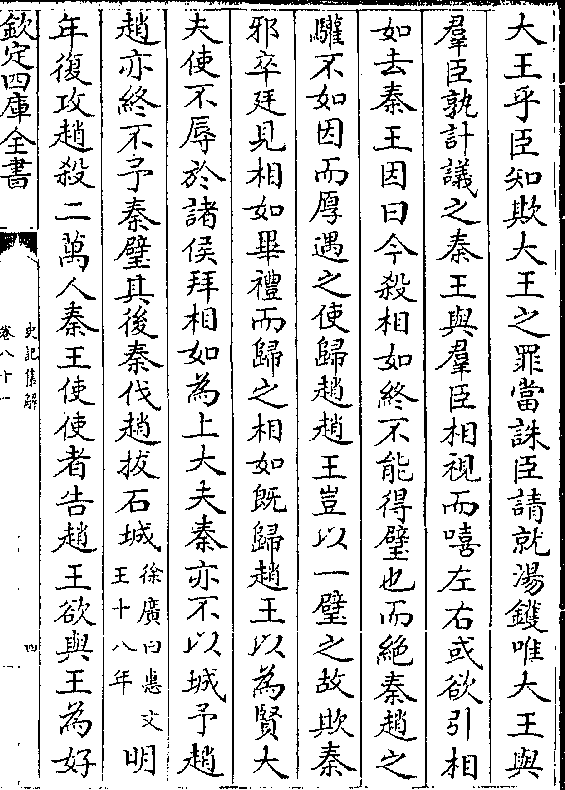 大王乎臣知欺大王之罪當誅臣請就湯鑊唯大王與
羣臣孰計議之秦王與羣臣相視而嘻左右或欲引相
如去秦王因曰今殺相如終不能得璧也而絶秦趙之
驩不如因而厚遇之使歸趙趙王豈以一璧之故欺秦
邪卒廷見相如畢禮而歸之相如既歸趙王以為賢大
夫使不辱於諸侯拜相如為上大夫秦亦不以城予趙
趙亦終不予秦璧其後秦伐趙拔石城徐廣曰惠文王十八年明
年復攻趙殺二萬人秦王使使者告趙王欲與王為好
欽定四庫全書
史記集解
卷八十一
四